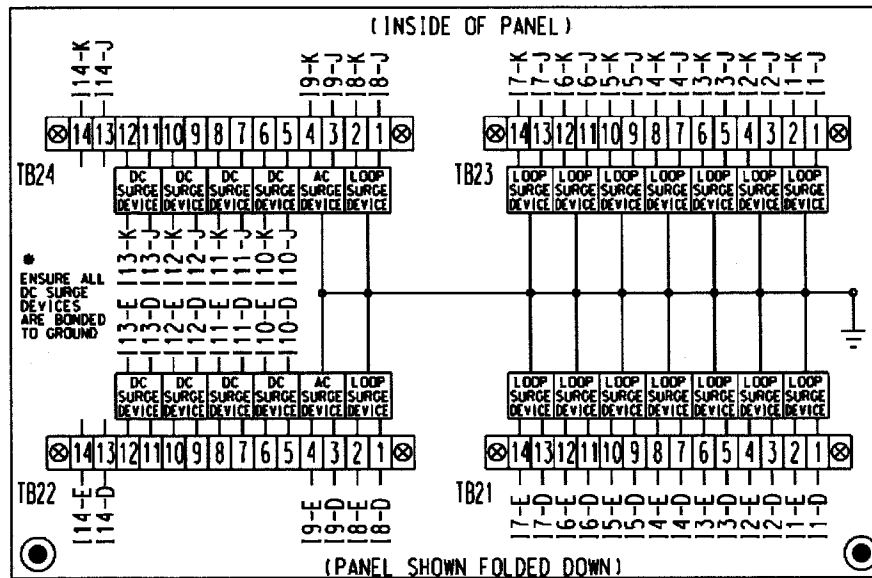 (INSIDE OF PANEL)
I14-K I14-J I9-K I9-J I8-K I8-J I7-K I7-J I6-K I6-J I5-K I5-J I4-K I4-J I3-K I3-J I2-K I2-J I1-K I1-J
14 13 12 11 10 9 8 7 6 5 4 3 2 1
14 13 12 11 10 9 8 7 6 5 4 3 2 1
TB24
DC SURGE DEVICE
DC SURGE DEVICE
DC SURGE DEVICE
DC SURGE DEVICE
AC SURGE DEVICE
LOOP SURGE DEVICE
TB23
LOOP SURGE DEVICE
LOOP SURGE DEVICE
LOOP SURGE DEVICE
LOOP SURGE DEVICE
LOOP SURGE DEVICE
LOOP SURGE DEVICE
LOOP SURGE DEVICE
I13-K I13-J I12-K I12-J I11-K I11-J I10-K I10-J
*
ENSURE ALL
DC SURGE
DEVICES
ARE BONDED
TO GROUND
I13-E I13-D I12-E I12-D I11-E I11-D I10-E I10-D
DC SURGE DEVICE
DC SURGE DEVICE
DC SURGE DEVICE
DC SURGE DEVICE
AC SURGE DEVICE
LOOP SURGE DEVICE
LOOP SURGE DEVICE
LOOP SURGE DEVICE
LOOP SURGE DEVICE
LOOP SURGE DEVICE
LOOP SURGE DEVICE
LOOP SURGE DEVICE
LOOP SURGE DEVICE
14 13 12 11 10 9 8 7 6 5 4 3 2 1
14 13 12 11 10 9 8 7 6 5 4 3 2 1
TB22
TB21
I14-E I14-D I9-E I9-D I8-E I8-D I7-E I7-D I6-E I6-D I5-E I5-D I4-E I4-D I3-E I3-D I2-E I2-D I1-E I1-D
(PANEL SHOWN FOLDED DOWN)